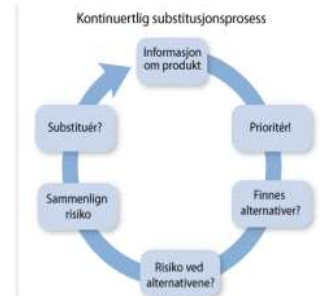 Kontinuertlig substitusjonsprosess
Informasjon
om produkt
Prioritér!
Finnes
alternativer?
Risiko ved
alternativene?
Sammenlign
risiko
Substituér?